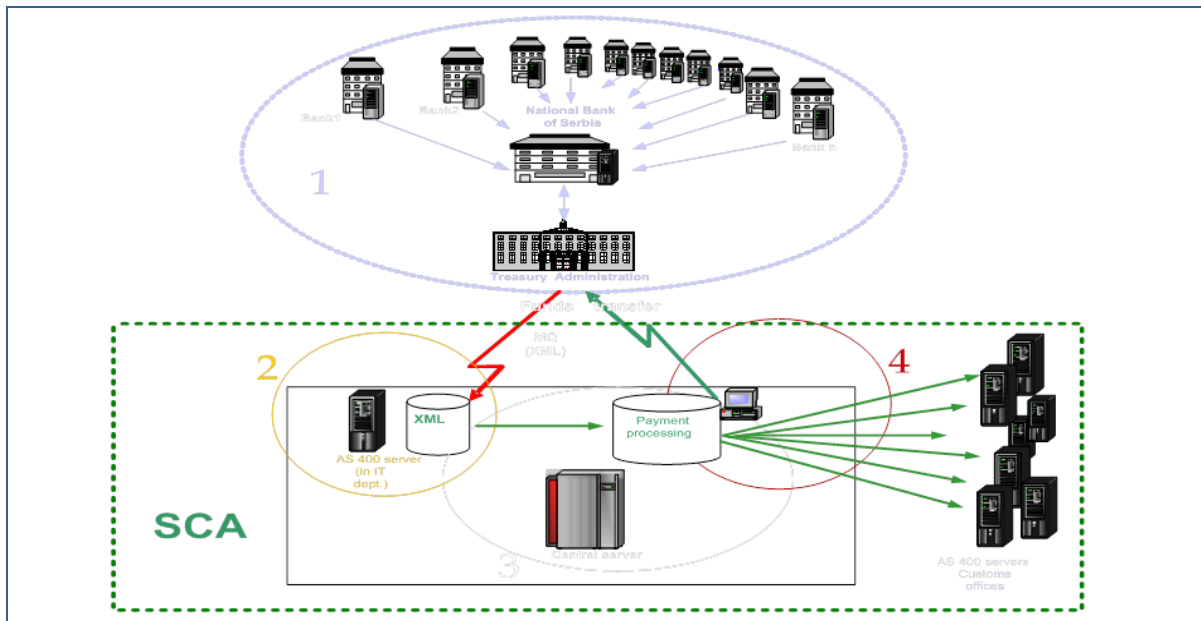 Bank1
Bank2
National Bank
of Serbia
Bank n
1
Treasury Administration
Funds transfer
MQ
(XML)
2
4
XML
Payment
processing
AS 400 server
(in IT
dept.)
SCA
Central server
3
AS 400 servers
Customs
offices